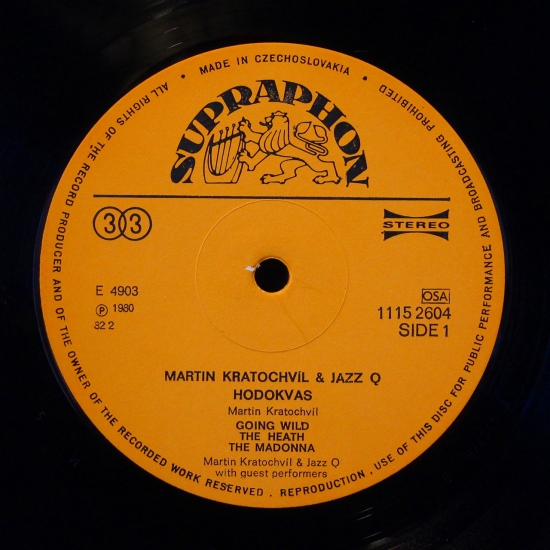 MADE IN CZECHOSLOVAKIA •
ALL RIGHTS OF THE RECORD PRODUCER AND OF THE OWNER OF THE RECORDED WORK RESERVED . REPRODUCTION , USE OF THIS DISC FOR PUBLIC PERFORMANCE AND BROADCASTING PROHIBITED •
SUPRAPHON
33
STEREO
E 4903
℗ 1980
82 2
OSA
1115 2604
SIDE 1
MARTIN KRATOCHVÍL & JAZZ Q
HODOKVAS
Martin Kratochvíl
GOING WILD
THE HEATH
THE MADONNA
Martin Kratochvíl & Jazz Q
with guest performers